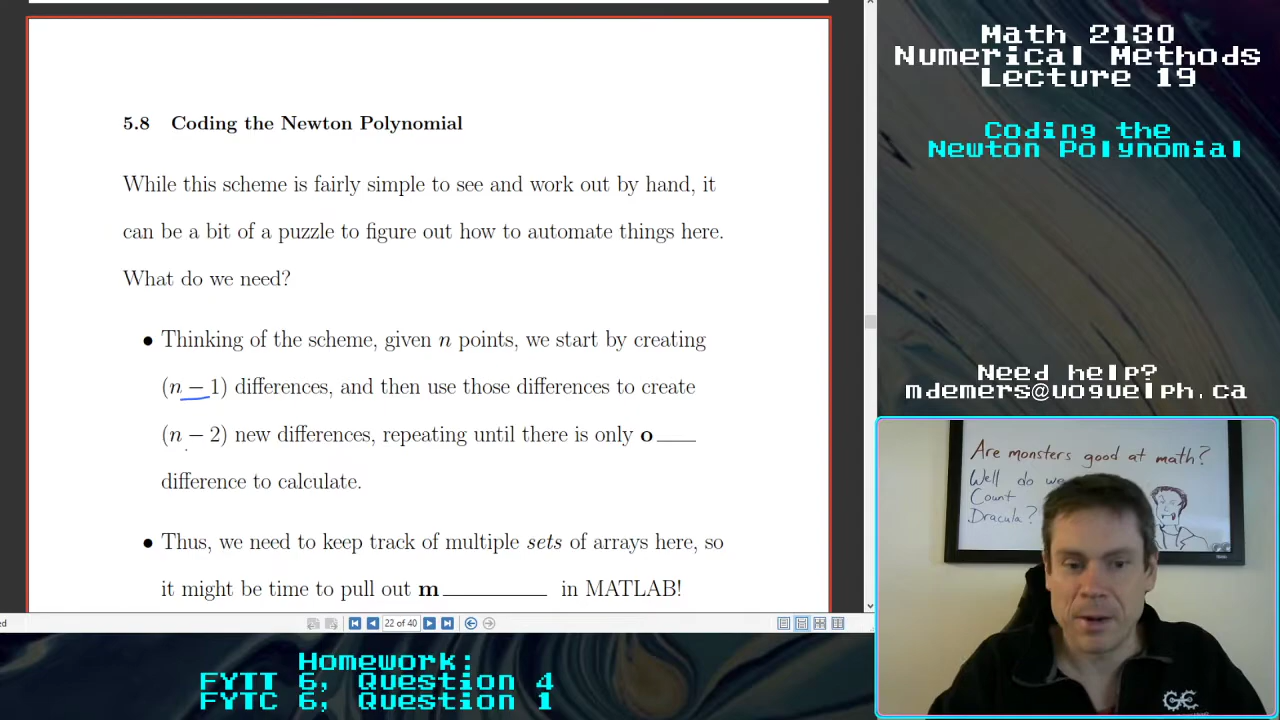 5.8 Coding the Newton Polynomial
While this scheme is fairly simple to see and work out by hand, it
can be a bit of a puzzle to figure out how to automate things here.
What do we need?
• Thinking of the scheme, given n points, we start by creating
(n − 1) differences, and then use those differences to create
(n − 2) new differences, repeating until there is only o____
difference to calculate.
• Thus, we need to keep track of multiple sets of arrays here, so
it might be time to pull out m__________ in MATLAB!
22 of 40
Math 2130
Numerical Methods
Lecture 19
Coding the
Newton Polynomial
Need help?
mdemers@uoguelph.ca
Are monsters good at math?
Well do we
Count
Dracula?
Homework:
FYTT 6, Question 4
FYTC 6, Question 1